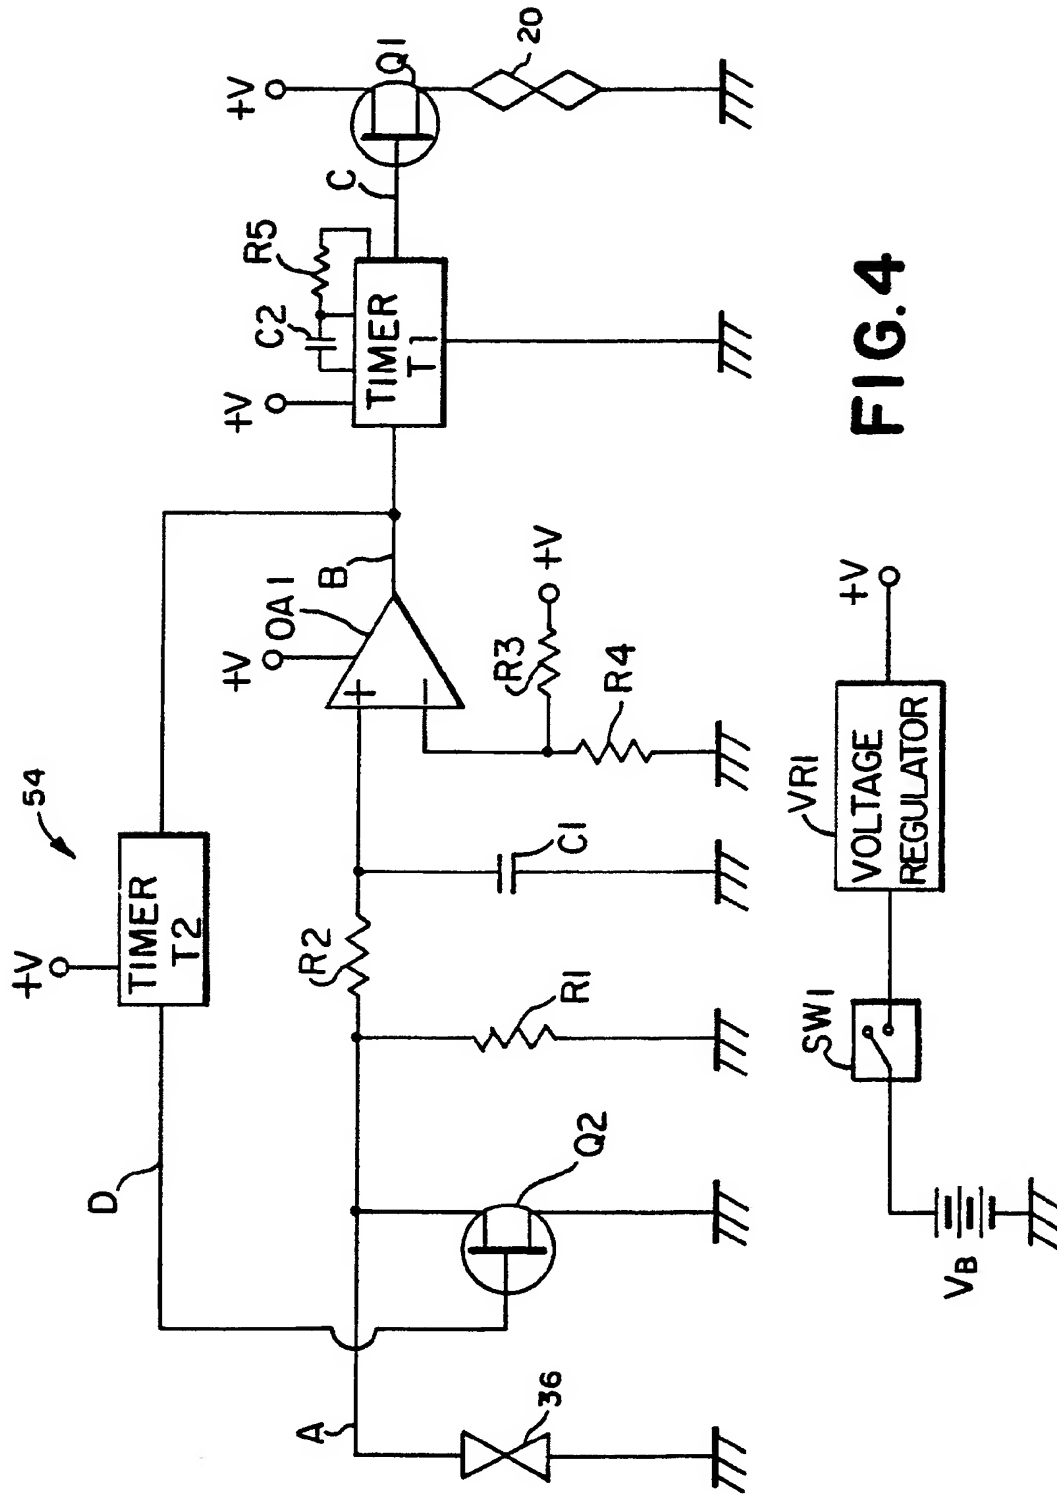 54
+V
TIMER
T2
D
+V
OA1
B
+V
C2
R5
C
+V
Q1
20
TIMER
T1
A
R2
36
Q2
R1
C1
R3
+V
R4
VB
SW1
VR1
VOLTAGE
REGULATOR
+V
FIG. 4